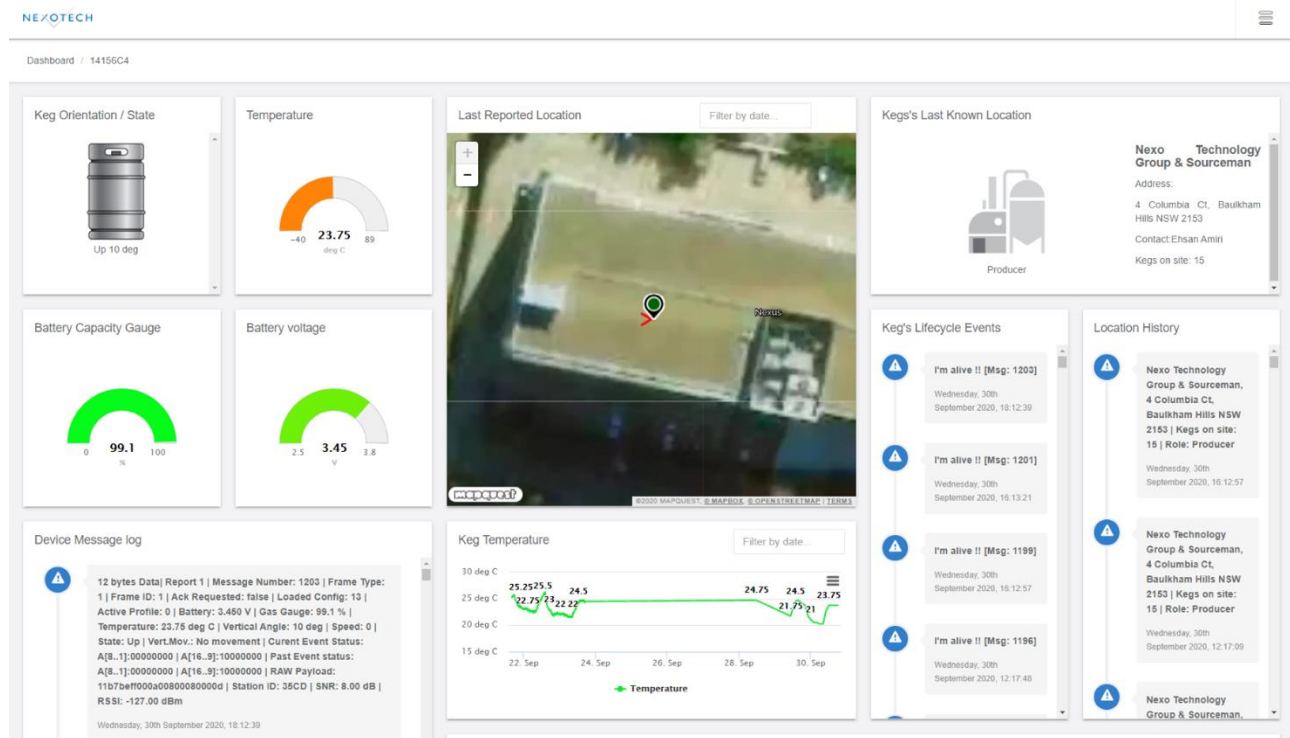 NEXOTECH
Dashboard / 14156C4
Keg Orientation / State
Up 10 deg
Temperature
-40
23.75
89
deg C
Last Reported Location
Filter by date...
+
−
Nexus
mapquest
©2020 MAPQUEST, © MAPBOX, © OPENSTREETMAP | TERMS
Kegs's Last Known Location
Producer
Nexo Technology
Group & Sourceman
Address:
4 Columbia Ct, Baulkham
Hills NSW 2153
Contact:Ehsan Amiri
Kegs on site: 15
Battery Capacity Gauge
0
99.1
100
%
Battery voltage
2.5
3.45
3.8
V
Keg's Lifecycle Events
I'm alive !! [Msg: 1203]
Wednesday, 30th
September 2020, 18:12:39
I'm alive !! [Msg: 1201]
Wednesday, 30th
September 2020, 16:13:21
I'm alive !! [Msg: 1199]
Wednesday, 30th
September 2020, 16:12:57
I'm alive !! [Msg: 1196]
Wednesday, 30th
September 2020, 12:17:48
Location History
Nexo Technology
Group & Sourceman,
4 Columbia Ct,
Baulkham Hills NSW
2153 | Kegs on site:
15 | Role: Producer
Wednesday, 30th
September 2020, 16:12:57
Nexo Technology
Group & Sourceman,
4 Columbia Ct,
Baulkham Hills NSW
2153 | Kegs on site:
15 | Role: Producer
Wednesday, 30th
September 2020, 12:17:09
Nexo Technology
Group & Sourceman,
Device Message log
12 bytes Data| Report 1 | Message Number: 1203 | Frame Type:
1 | Frame ID: 1 | Ack Requested: false | Loaded Config: 13 |
Active Profile: 0 | Battery: 3.450 V | Gas Gauge: 99.1 % |
Temperature: 23.75 deg C | Vertical Angle: 10 deg | Speed: 0 |
State: Up | Vert.Mov.: No movement | Curent Event Status:
A[8..1]:00000000 | A[16..9]:10000000 | Past Event status:
A[8..1]:00000000 | A[16..9]:10000000 | RAW Payload:
11b7beff000a00800080000d | Station ID: 35CD | SNR: 8.00 dB |
RSSI: -127.00 dBm
Wednesday, 30th September 2020, 18:12:39
Keg Temperature
Filter by date...
30 deg C
25 deg C
20 deg C
15 deg C
25.25 25.5 24.5 24.75 24.5 23.75
22.75 23 22 22 21.75 21
22. Sep 24. Sep 26. Sep 28. Sep 30. Sep
Temperature